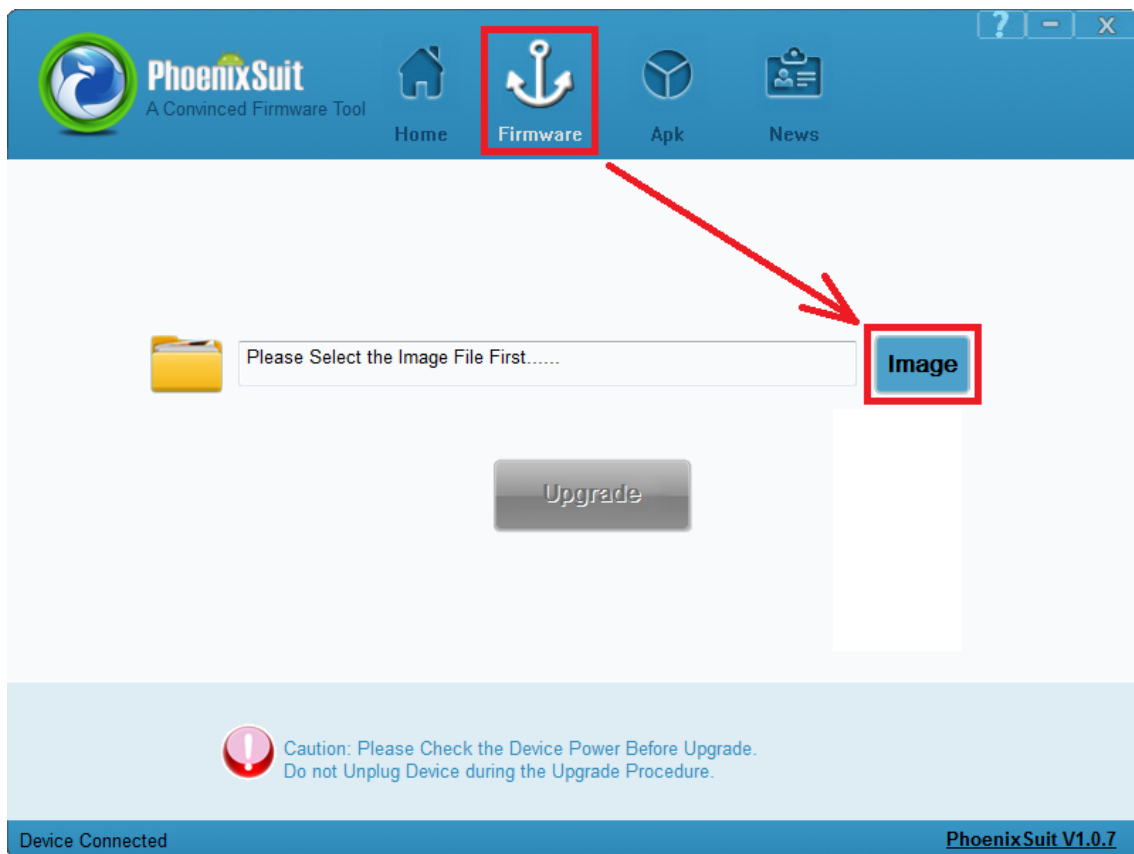 ?
–
X
PhoenixSuit
A Convinced Firmware Tool
Home
Firmware
Apk
News
Please Select the Image File First......
Image
Upgrade
Caution: Please Check the Device Power Before Upgrade.
Do not Unplug Device during the Upgrade Procedure.
Device Connected
PhoenixSuit V1.0.7